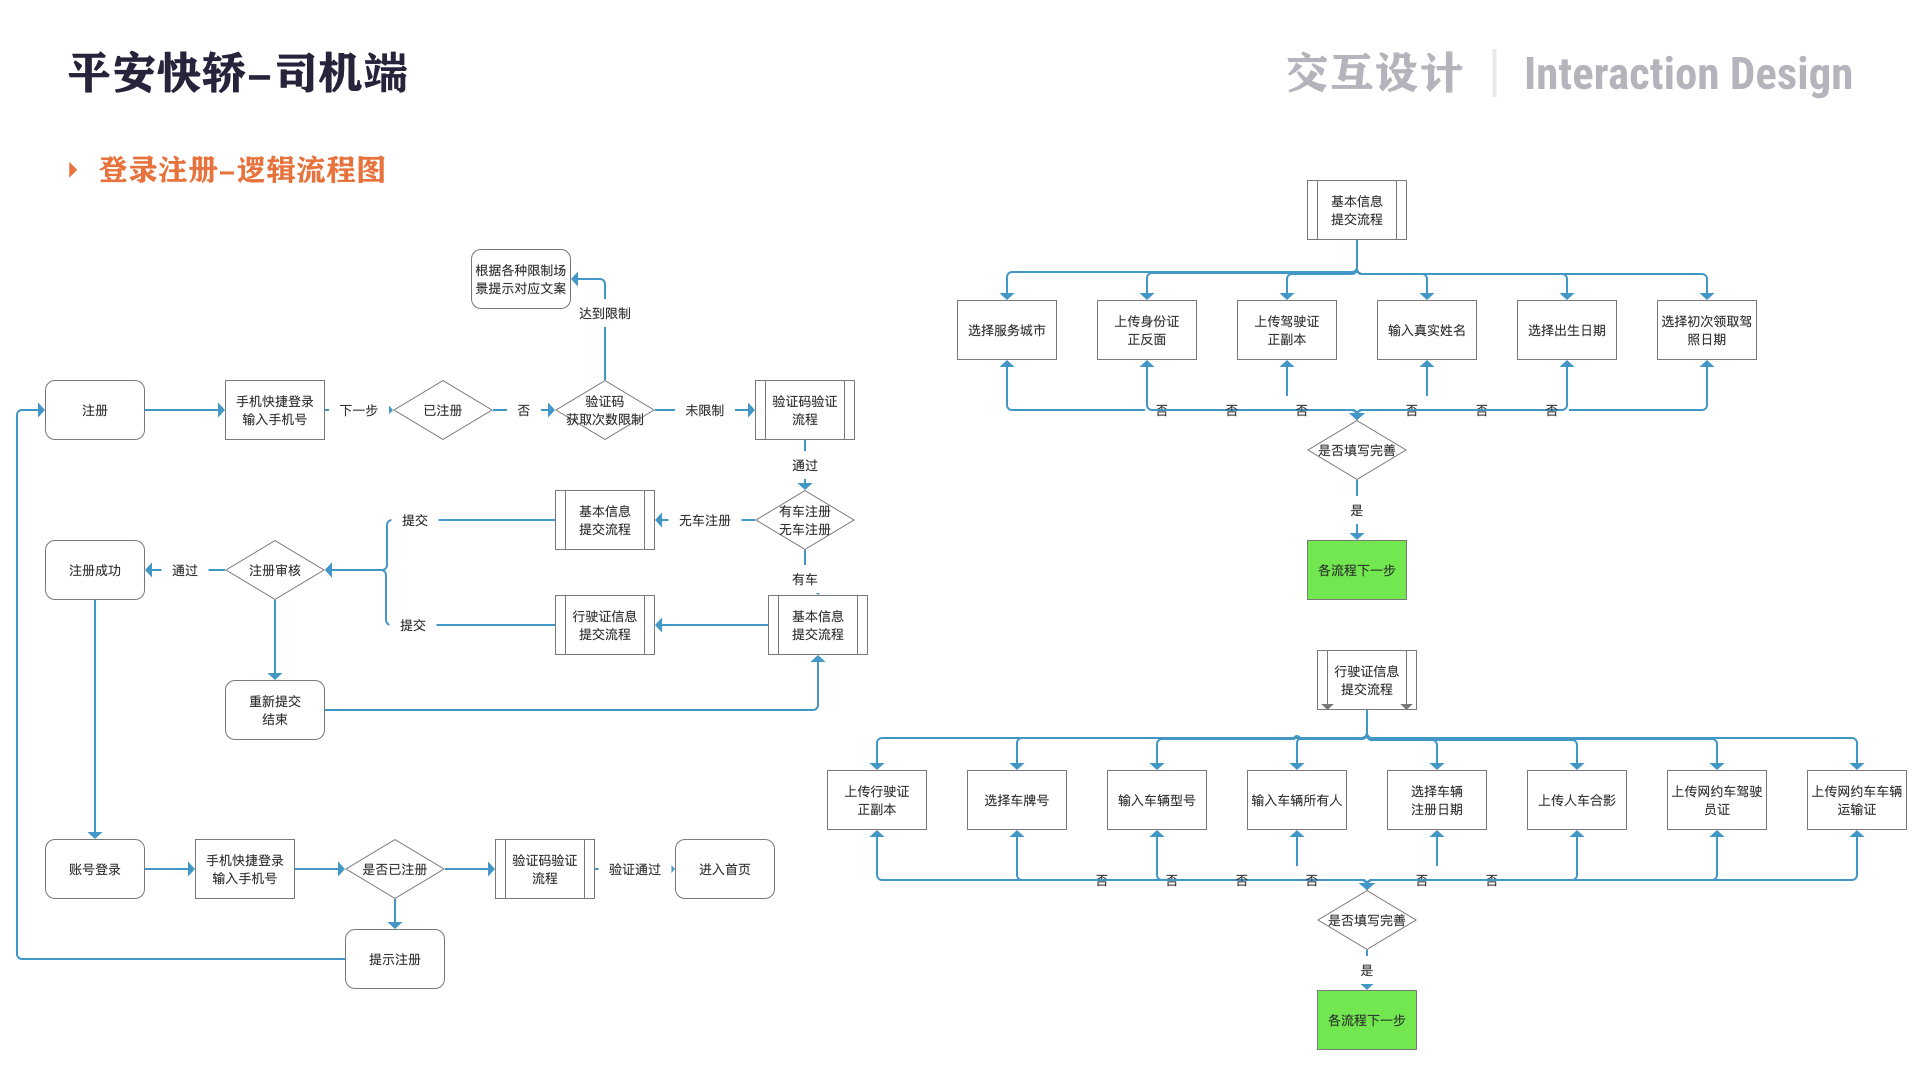 平安快轿–司机端
交互设计
Interaction Design
登录注册–逻辑流程图
根据各种限制场
景提示对应文案
达到限制
注册
手机快捷登录
输入手机号
下一步
已注册
否
验证码
获取次数限制
未限制
验证码验证
流程
通过
有车注册
无车注册
无车注册
基本信息
提交流程
提交
有车
基本信息
提交流程
行驶证信息
提交流程
提交
注册审核
通过
注册成功
重新提交
结束
账号登录
手机快捷登录
输入手机号
是否已注册
验证码验证
流程
验证通过
进入首页
提示注册
基本信息
提交流程
选择服务城市
上传身份证
正反面
上传驾驶证
正副本
输入真实姓名
选择出生日期
选择初次领取驾
照日期
否
否
否
否
否
否
是否填写完善
是
各流程下一步
行驶证信息
提交流程
上传行驶证
正副本
选择车牌号
输入车辆型号
输入车辆所有人
选择车辆
注册日期
上传人车合影
上传网约车驾驶
员证
上传网约车车辆
运输证
否
否
否
否
否
否
是否填写完善
是
各流程下一步